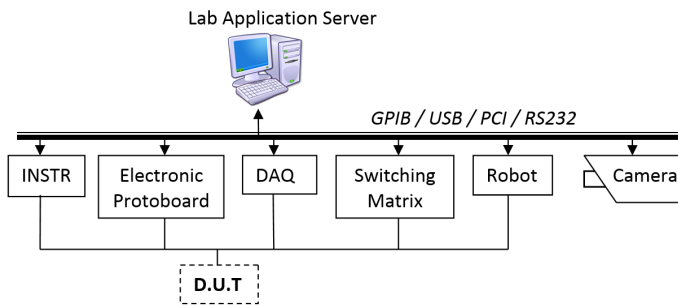 Lab Application Server
GPIB / USB / PCI / RS232
INSTR
Electronic
Protoboard
DAQ
Switching
Matrix
Robot
Camera
D.U.T